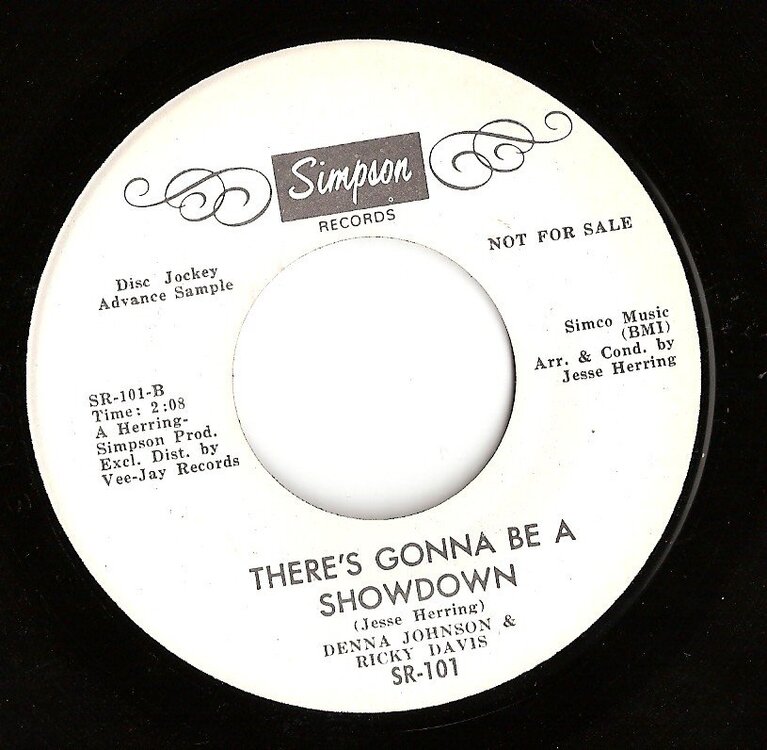 Simpson
RECORDS
NOT FOR SALE
Disc Jockey
Advance Sample
Simco Music
(BMI)
Arr. & Cond. by
Jesse Herring
SR-101-B
Time: 2:08
A Herring-
Simpson Prod.
Excl. Dist. by
Vee-Jay Records
THERE'S GONNA BE A
SHOWDOWN
(Jesse Herring)
DENNA JOHNSON &
RICKY DAVIS
SR-101